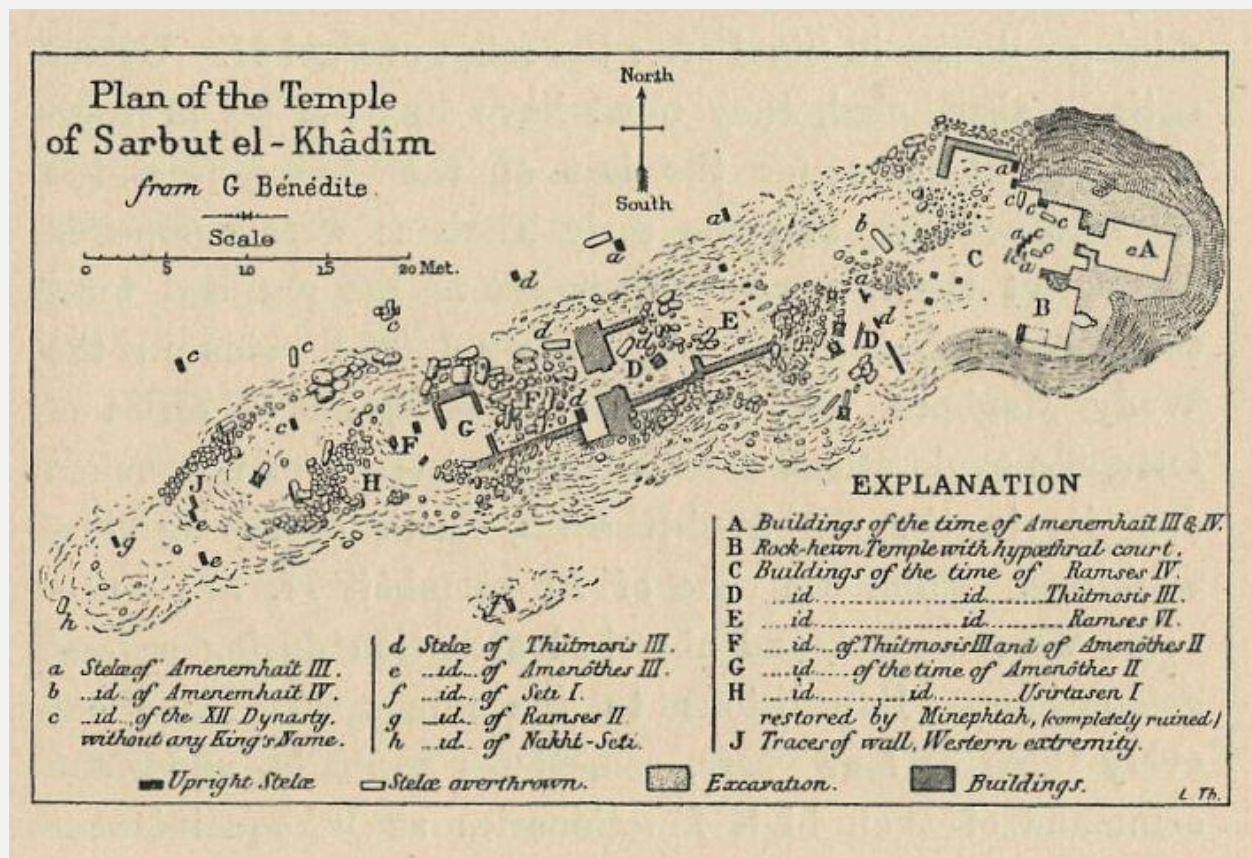 Plan of the Temple
of Sarbut el-Khâdîm
from G Bénédite.
Scale
0 5 10 15 20 Met.
North
South
a
a
d
c
c
c
c
b
a
d
D
C
a
c
c
c
a
c
c
A
B
E
d
d
D
F
d
G
F
H
J
e
g
e
h
f
EXPLANATION
A Buildings of the time of Amenemhaît III & IV.
B Rock-hewn Temple with hypæthral court.
C Buildings of the time of Ramses IV.
D ....id..................id......Thûtmosis III.
E ....id..................id.........Ramses VI.
F ....id...of Thûtmosis III and of Amenôthes II
G ....id....of the time of Amenôthes II
H ....id.........id.........Usirtasen I
restored by Minephtah, (completely ruined)
J Traces of wall, Western extremity.
a Stelæ of Amenemhaît III.
b ..id. of Amenemhaît IV.
c ..id...of the XII Dynasty.
without any King's Name.
d Stelæ of Thûtmosis III.
e ..id.. of Amenôthes III.
f ..id.. of Seti I.
g ..id.. of Ramses II.
h ..id.. of Nakht-Seti.
Upright Stelæ
Stelæ overthrown.
Excavation.
Buildings.
L. Th.